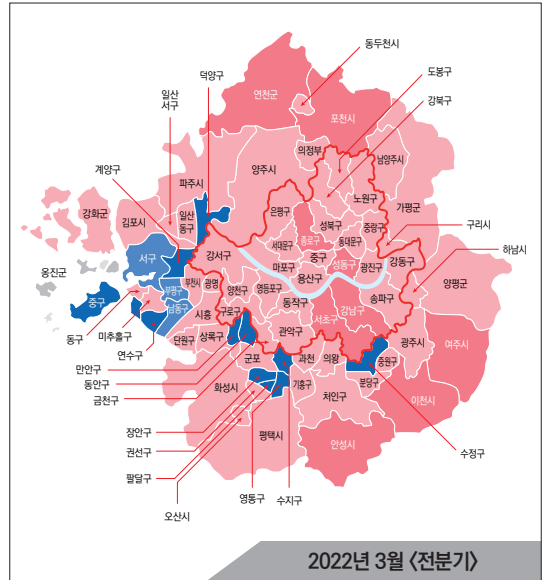 동두천시
연천군
덕양구
도봉구
일산
서구
포천시
강북구
의정부
남양주시
양주시
계양구
파주시
노원구
가평군
강화군
은평구
김포시
일산
동구
성북구
중랑구
구리시
서대문구
종로구
동대문구
하남시
서구
강서구
중구
강동구
마포구
성동구
광진구
양평군
옹진군
부평구
부천시
광명
양천구
영등포구
용산구
중구
남동구
송파구
동작구
강남구
구로구
시흥
서초구
동구
미추홀구
관악구
광주시
연수구
단원구
상록구
여주시
만안구
군포
과천
의왕
중원구
동안구
분당구
금천구
화성시
기흥구
처인구
이천시
장안구
평택시
안성시
권선구
수정구
팔달구
오산시
영통구
수지구
2022년 3월 〈전분기〉